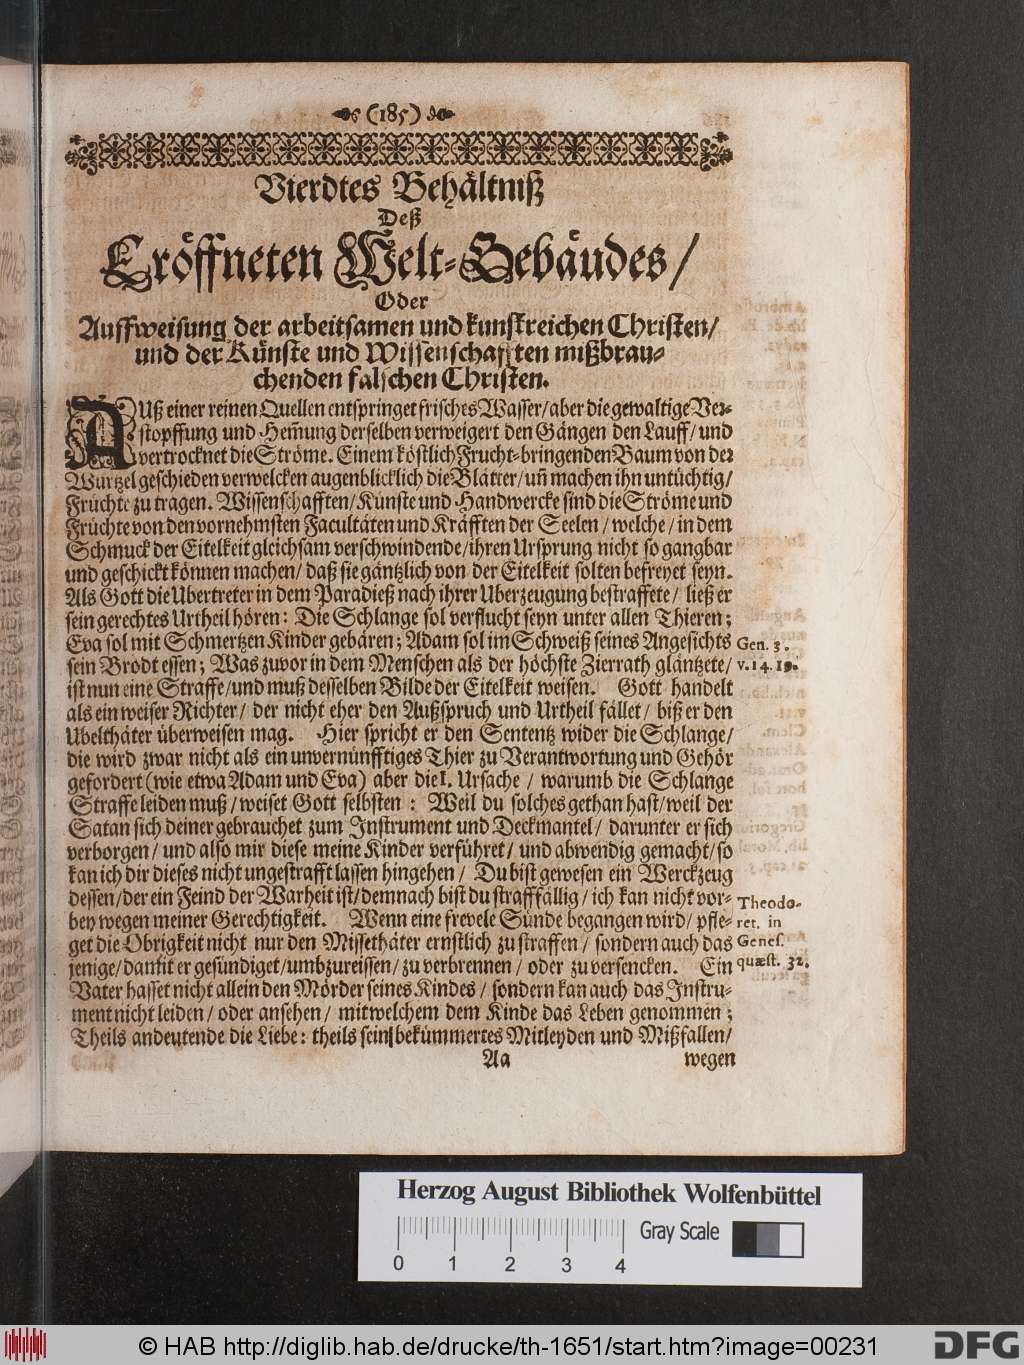 (185)
Vierdtes Behältniß
Deß
Eröffneten Welt-Gebäudes/
Oder
Auffweisung der arbeitsamen und kunstreichen Christen/
und der Künste und Wissenschafften mißbrau-
chenden falschen Christen.
AUß einer reinen Quellen entspringet frisches Wasser/aber die gewaltige Ver-
stopffung und Hem̃ung derselben verweigert den Gängen den Lauff/und
vertrocknet die Ströme. Einem köstlich Frucht-bringenden Baum von der
Wurtzel geschieden verwelcken augenblicklich die Blätter/uñ machen ihn untüchtig/
Früchte zu tragen. Wissenschafften/Künste und Handwercke sind die Ströme und
Früchte von den vornehmsten Facultäten und Kräfften der Seelen/welche/in dem
Schmuck der Eitelkeit gleichsam verschwindende/ihren Ursprung nicht so gangbar
und geschickt können machen/daß sie gäntzlich von der Eitelkeit solten befreyet seyn.
Als Gott die Ubertreter in dem Paradieß nach ihrer Uberzeugung bestraffete/ ließ er
sein gerechtes Urtheil hören: Die Schlange sol verflucht seyn unter allen Thieren;
Eva sol mit Schmertzen Kinder gebären; Adam sol im Schweiß seines Angesichts
Gen. 3.
sein Brodt essen; Was zuvor in dem Menschen als der höchste Zierrath gläntzete/
v. 14. 19.
ist nun eine Straffe/und muß desselben Bilde der Eitelkeit weisen. Gott handelt
als ein weiser Richter/ der nicht eher den Außspruch und Urtheil fället/ biß er den
Ubelthäter überweisen mag. Hier spricht er den Sententz wider die Schlange/
die wird zwar nicht als ein unvernünfftiges Thier zu Verantwortung und Gehör
gefordert (wie etwa Adam und Eva) aber die 1. Ursache / warumb die Schlange
Straffe leiden muß/weiset Gott selbsten: Weil du solches gethan hast/weil der
Satan sich deiner gebrauchet zum Instrument und Deckmantel/ darunter er sich
verborgen/ und also mir diese meine Kinder verführet/ und abwendig gemacht/so
kan ich dir dieses nicht ungestrafft lassen hingehen/ Du bist gewesen ein Werckzeug
dessen/der ein Feind der Warheit ist/demnach bist du strafffällig/ich kan nicht vor-
Theodo-
bey wegen meiner Gerechtigkeit. Wenn eine frevele Sünde begangen wird/ pfle-
ret. in
get die Obrigkeit nicht nur den Missethäter ernstlich zu straffen/ sondern auch das
Genes.
jenige/damit er gesündiget/umbzureissen/zu verbrennen/ oder zu versencken. Ein
quæst. 32.
Vater hasset nicht allein den Mörder seines Kindes/ sondern kan auch das Instru-
ment nicht leiden/ oder ansehen/ mit welchem dem Kinde das Leben genommen;
Theils andeutende die Liebe: theils sein bekümmertes Mitleyden und Mißfallen/
Aa
wegen
Herzog August Bibliothek Wolfenbüttel
Gray Scale
0 1 2 3 4
© HAB http://diglib.hab.de/drucke/th-1651/start.htm?image=00231
DFG